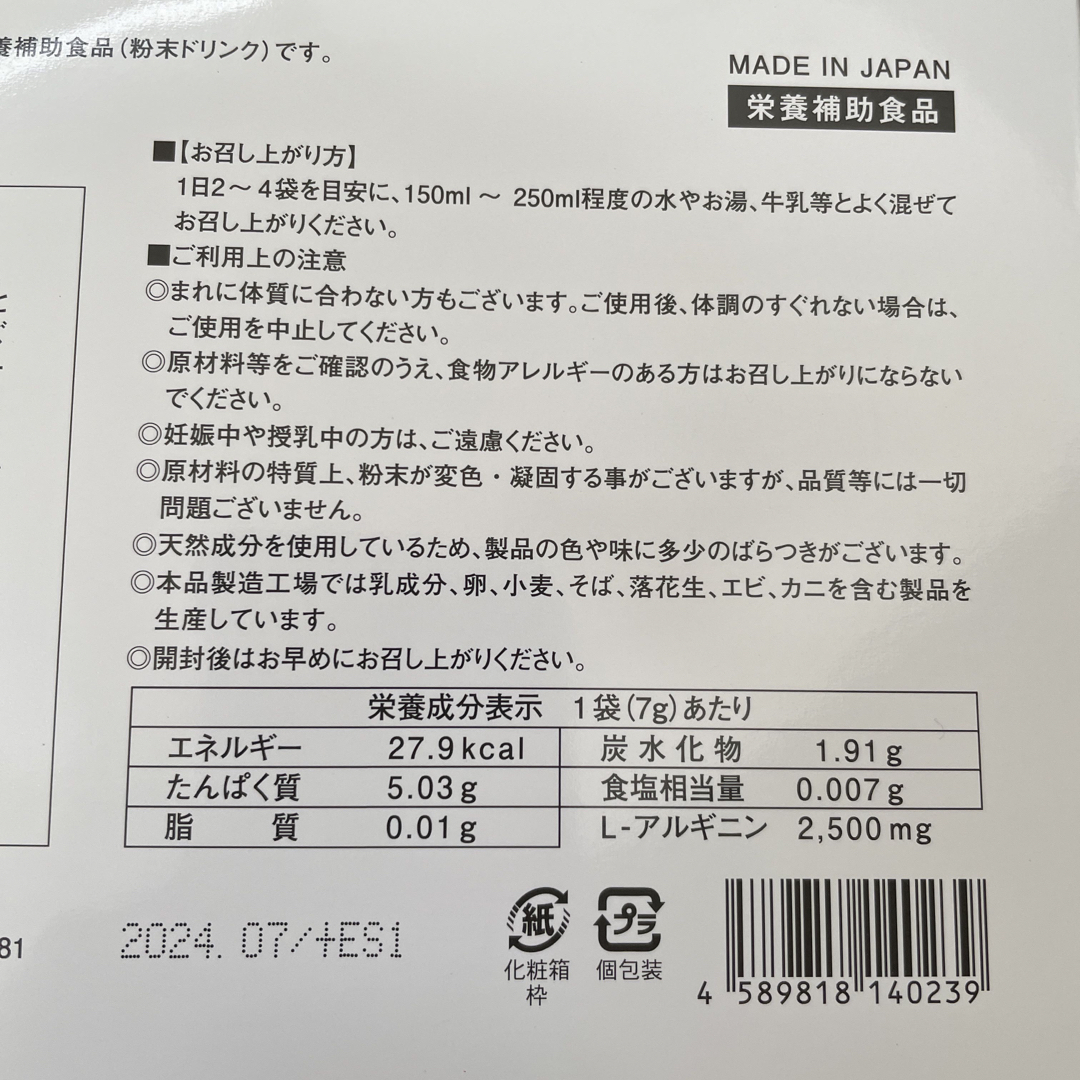 養補助食品（粉末ドリンク）です。
MADE IN JAPAN
栄養補助食品
■【お召し上がり方】
1日2～4袋を目安に、150ml～ 250ml程度の水やお湯、牛乳等とよく混ぜて
お召し上がりください。
■ご利用上の注意
◎まれに体質に合わない方もございます。ご使用後、体調のすぐれない場合は、
ご使用を中止してください。
◎原材料等をご確認のうえ、食物アレルギーのある方はお召し上がりにならない
でください。
◎妊娠中や授乳中の方は、ご遠慮ください。
◎原材料の特質上、粉末が変色・凝固する事がございますが、品質等には一切
問題ございません。
◎天然成分を使用しているため、製品の色や味に多少のばらつきがございます。
◎本品製造工場では乳成分、卵、小麦、そば、落花生、エビ、カニを含む製品を
生産しています。
◎開封後はお早めにお召し上がりください。
栄養成分表示 1袋（7g）あたり
エネルギー 27.9kcal 炭水化物 1.91g
たんぱく質 5.03g 食塩相当量 0.007g
脂質 0.01g L-アルギニン 2,500mg
81
2024.07/+ES1
紙
プラ
化粧箱
枠
個包装
4 589818 140239